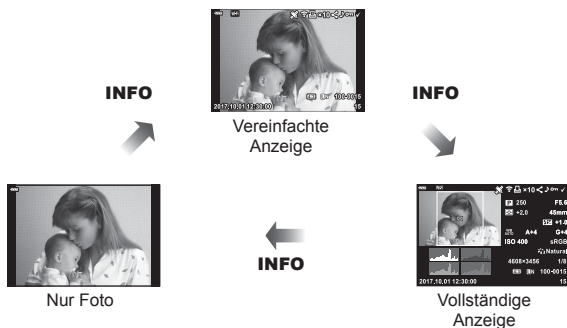 ×10
100-0015
2017.10.01 12:30:00 15
INFO
INFO
Vereinfachte
Anzeige
×10
P 250 F5.6
+2.0 45mm
+1.0
A+4 G+4
ISO 400 sRGB
Natural
4608×3456 1/8
100-0015
2017.10.01 12:30:00 15
INFO
Nur Foto
Vollständige
Anzeige